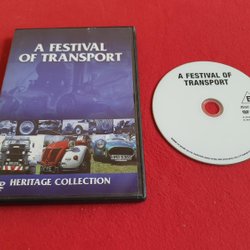 A FESTIVAL
OF TRANSPORT
HERITAGE COLLECTION
A FESTIVAL OF
TRANSPORT
E